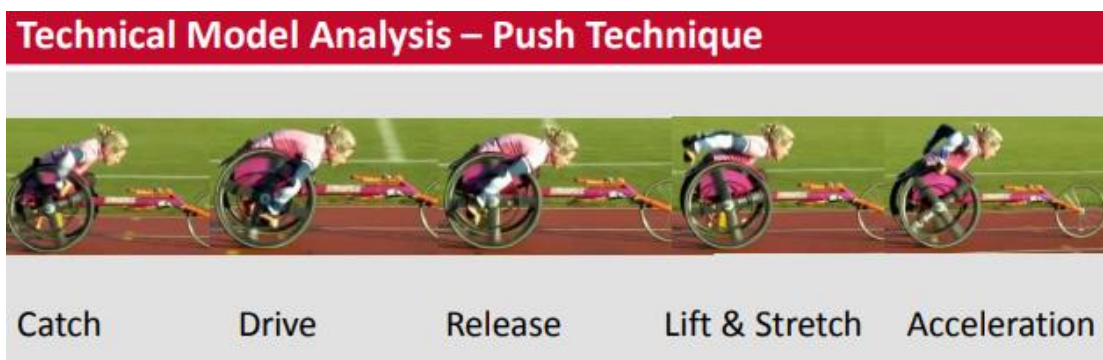 Technical Model Analysis – Push Technique
Catch Drive Release Lift & Stretch Acceleration